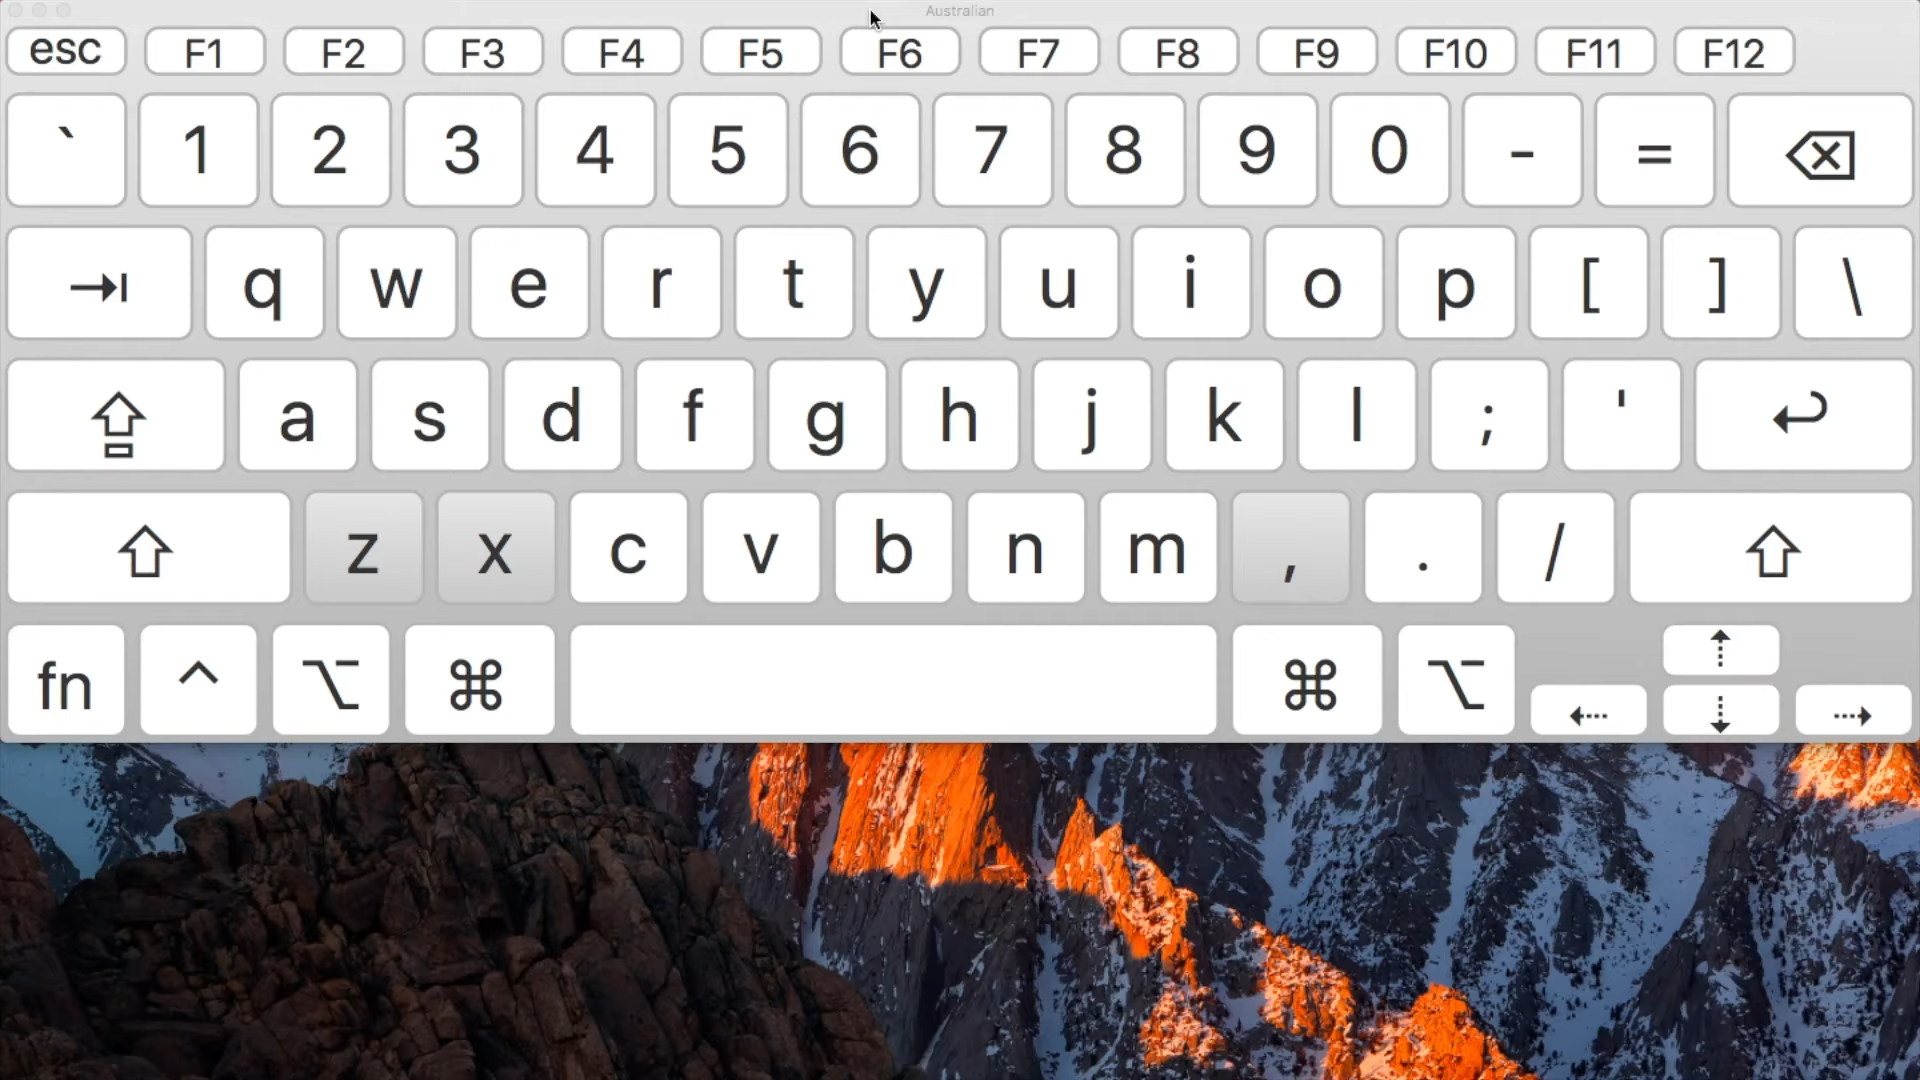 Australian
esc F1 F2 F3 F4 F5 F6 F7 F8 F9 F10 F11 F12
` 1 2 3 4 5 6 7 8 9 0 - =
q w e r t y u i o p [ ] \
a s d f g h j k l ; '
z x c v b n m , . /
fn ^ ⌥ ⌘ ⌘ ⌥